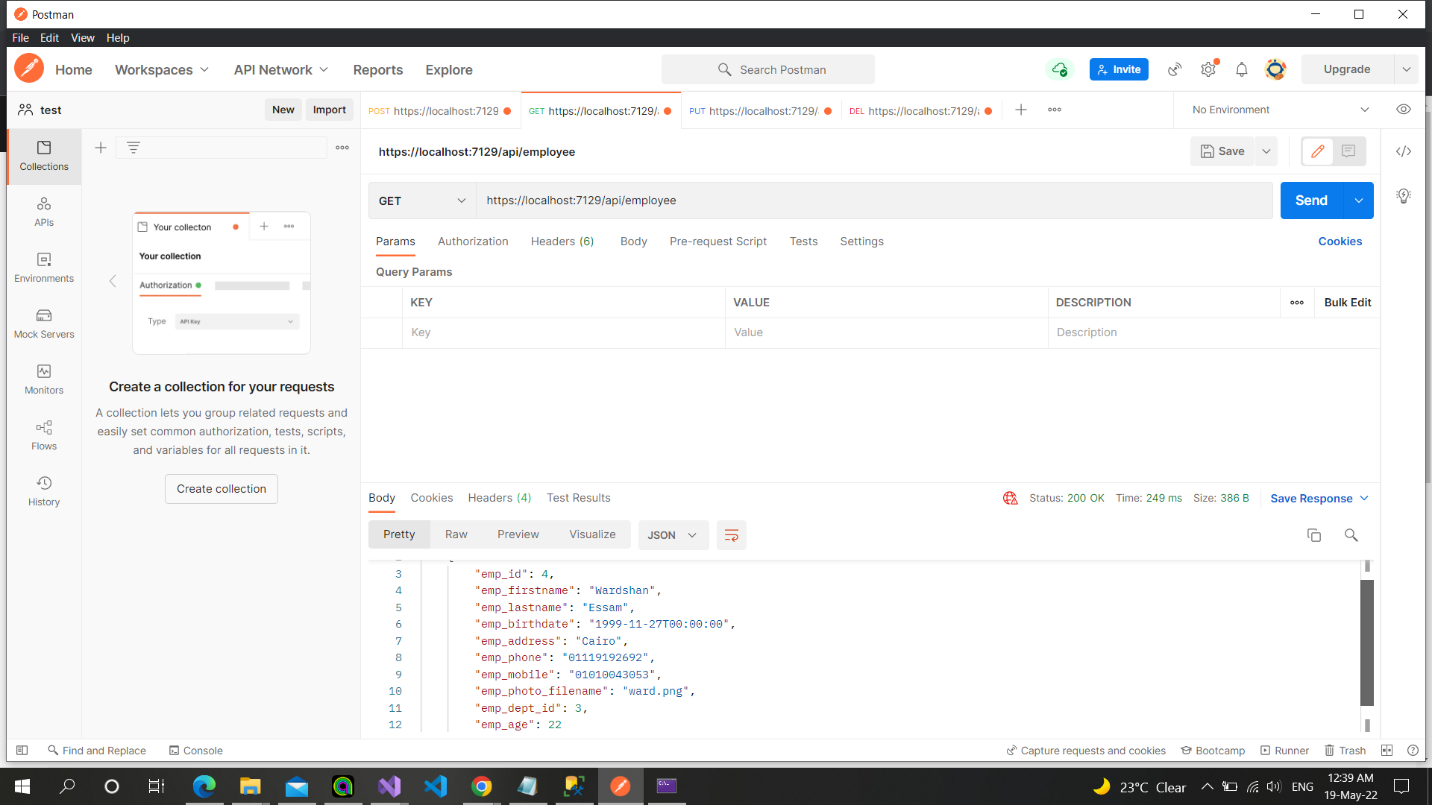 Postman
File Edit View Help
Home Workspaces API Network Reports Explore Search Postman Invite Upgrade
test New Import POST https://localhost:7129 GET https://localhost:7129/ PUT https://localhost:7129/ DEL https://localhost:7129/ No Environment
Collections
APIs
Environments
Mock Servers
Monitors
Flows
History
Your collecton
Your collection
Authorization
Type API Key
Create a collection for your requests
A collection lets you group related requests and
easily set common authorization, tests, scripts,
and variables for all requests in it.
Create collection
https://localhost:7129/api/employee Save
GET https://localhost:7129/api/employee Send
Params Authorization Headers (6) Body Pre-request Script Tests Settings Cookies
Query Params
KEY VALUE DESCRIPTION Bulk Edit
Key Value Description
Body Cookies Headers (4) Test Results Status: 200 OK Time: 249 ms Size: 386 B Save Response
Pretty Raw Preview Visualize JSON
3 "emp_id": 4,
4 "emp_firstname": "Wardshan",
5 "emp_lastname": "Essam",
6 "emp_birthdate": "1999-11-27T00:00:00",
7 "emp_address": "Cairo",
8 "emp_phone": "01119192692",
9 "emp_mobile": "01010043053",
10 "emp_photo_filename": "ward.png",
11 "emp_dept_id": 3,
12 "emp_age": 22
Find and Replace Console Capture requests and cookies Bootcamp Runner Trash
23°C Clear ENG 12:39 AM
19-May-22